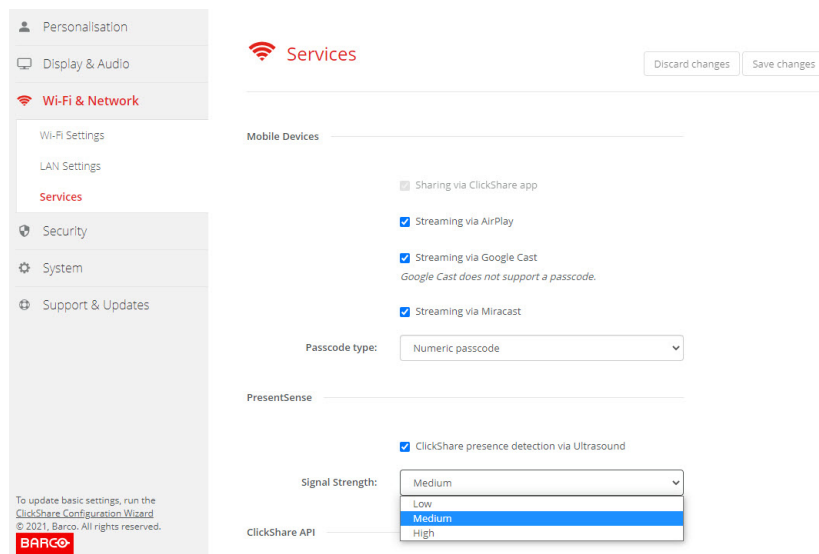 Personalisation
Display & Audio
Wi-Fi & Network
Wi-Fi Settings
LAN Settings
Services
Security
System
Support & Updates
To update basic settings, run the
ClickShare Configuration Wizard
© 2021, Barco. All rights reserved.
BARCO
Services
Discard changes
Save changes
Mobile Devices
Sharing via ClickShare app
Streaming via AirPlay
Streaming via Google Cast
Google Cast does not support a passcode.
Streaming via Miracast
Passcode type: Numeric passcode
PresentSense
ClickShare presence detection via Ultrasound
Signal Strength: Medium
Low
Medium
High
ClickShare API